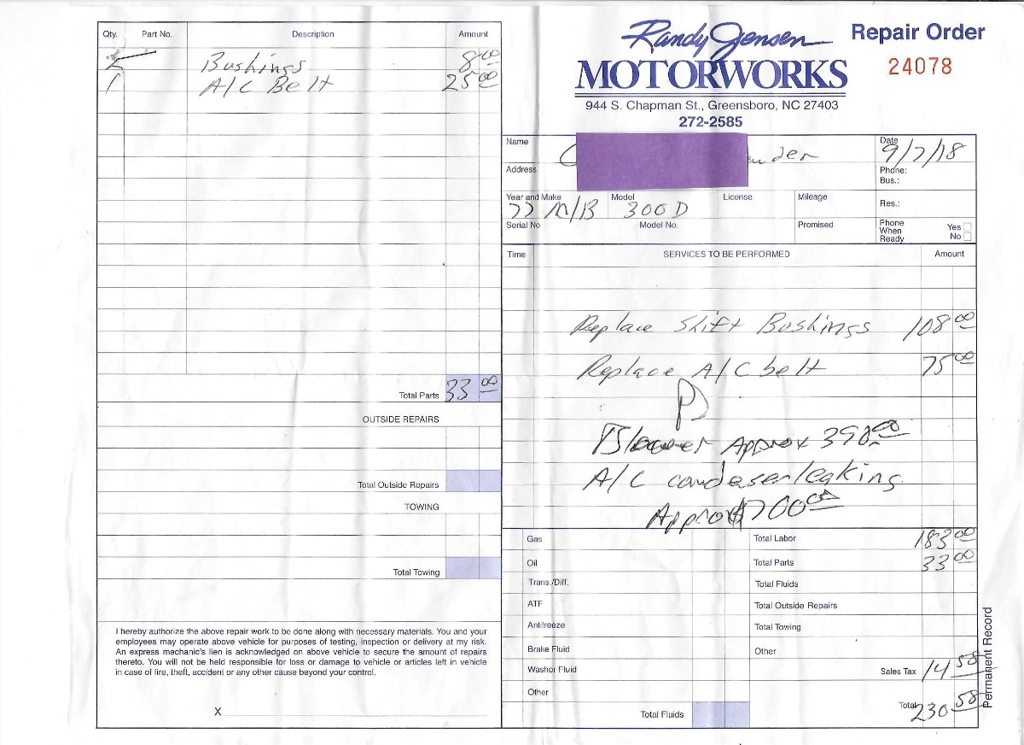 Qty. Part No. Description Amount
2 Bushings 8.00
1 A/C Belt 25.00
Total Parts 33.00
OUTSIDE REPAIRS
Total Outside Repairs
TOWING
Total Towing
I hereby authorize the above repair work to be done along with necessary materials. You and your
employees may operate above vehicle for purposes of testing, inspection or delivery at my risk.
An express mechanic's lien is acknowledged on above vehicle to secure the amount of repairs
thereto. You will not be held responsible for loss or damage to vehicle or articles left in vehicle
in case of fire, theft, accident or any other cause beyond your control.
X
Randy Jensen
MOTORWORKS
944 S. Chapman St., Greensboro, NC 27403
272-2585
Repair Order
24078
Name
Date 9/7/18
Address
Phone:
Bus.:
Year and Make 77 M/B Model 300 D License Mileage
Res.:
Serial No Model No. Promised
Phone When Ready Yes No
Time SERVICES TO BE PERFORMED Amount
Replace Shift Bushings 108.00
Replace A/C belt 75.00
Blower Approx 398.00
A/C condeser leaking
Approx $700.00
Gas Total Labor 183.00
Oil Total Parts 33.00
Trans./Diff. Total Fluids
ATF Total Outside Repairs
Antifreeze Total Towing
Brake Fluid Other
Washer Fluid Sales Tax 14.58
Other
Total Fluids Total 230.58
Permanent Record